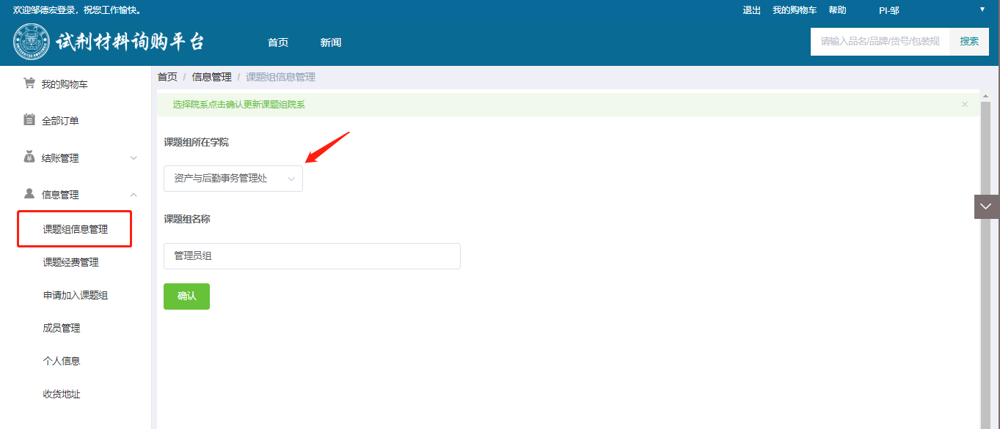 欢迎邹德宏登录，祝您工作愉快。
退出 我的购物车 帮助 PI-邹
试剂材料询购平台
首页 新闻
请输入品名/品牌/货号/包装规
搜索
我的购物车
全部订单
结账管理
信息管理
课题组信息管理
课题经费管理
申请加入课题组
成员管理
个人信息
收货地址
首页 / 信息管理 / 课题组信息管理
选择院系点击确认更新课题组院系
课题组所在学院
资产与后勤事务管理处
课题组名称
管理员组
确认